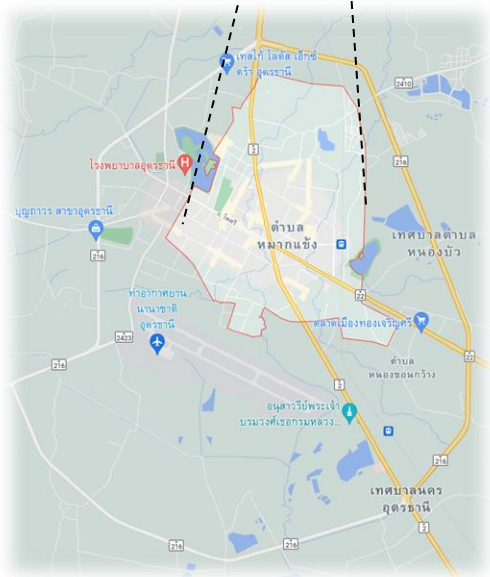 เทสโก้ โลตัส เอ็กซ์
ตร้า อุดรธานี
2410
216
2
โรงพยาบาลอุดรธานี
H
ถ. โพศรี
บุญถาวร สาขาอุดรธานี
216
ตำบล
หมากแข้ง
เทศบาลตำบล
หนองบัว
ท่าอากาศยาน
นานาชาติ
อุดรธานี
22
ตลาดเมืองทองเจริญศรี
2423
216
22
ตำบล
หนองขอนกว้าง
2
อนุสาวรีย์พระเจ้า
บรมวงศ์เธอกรมหลวง...
216
เทศบาลนคร
อุดรธานี
2
216
216